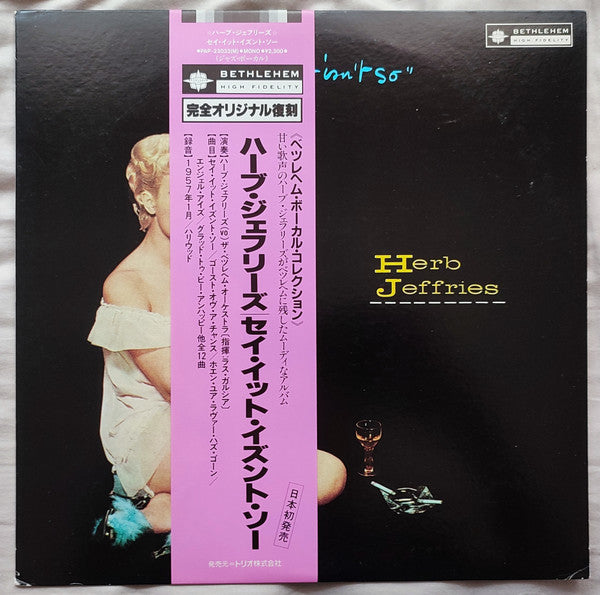 ☆ハーブ・ジェフリーズ☆
セイ・イット・イズント・ソー
●PAP-23023(M)●MONO●¥2,300●
(ジャズ・ボーカル)
BETHLEHEM
HIGH FIDELITY
完全オリジナル復刻
《ベツレヘム・ボーカル・コレクション》
甘い歌声のハーブ・ジェフリーズがベツレヘムに残したムーディなアルバム
ハーブ・ジェフリーズ/セイ・イット・イズント・ソー
[演奏]ハーブ・ジェフリーズ[vo]ザ・ベツレヘム・オーケストラ[指揮/ラス・ガルシア]
[曲目]セイ・イット・イズント・ソー/ゴースト・オヴ・ア・チャンス/ホエン・ユア・ラヴァー・ハズ・ゴーン/
エンジェル・アイズ/グラッド・トゥ・ビー・アンハッピー他全12曲
[録音]1957年1月/ハリウッド
日本初発売
発売元=トリオ株式会社
isn't so"
BETHLEHEM
HIGH FIDELITY
Herb
Jeffries